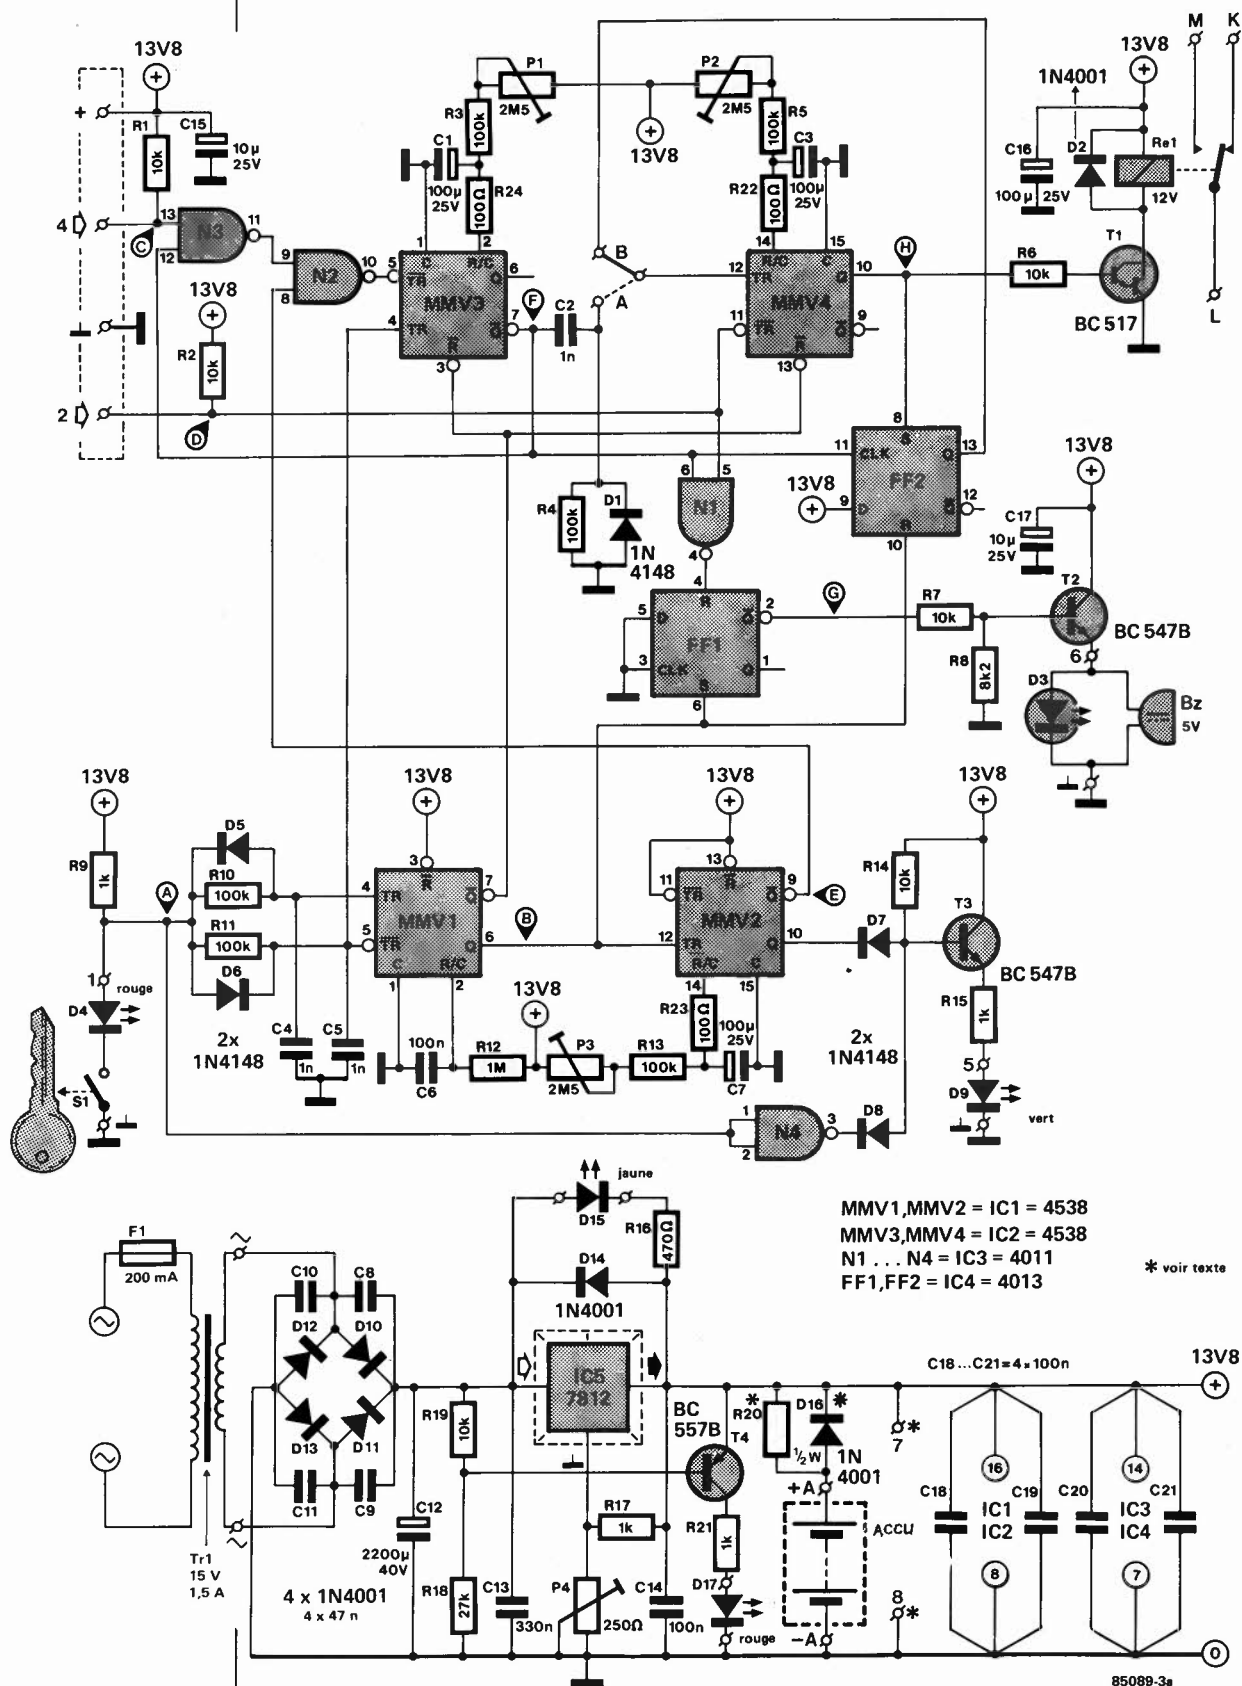 M K
13V8 13V8
P1 P2
2M5 2M5
1N4001
R3 100k
R5 100k
13V8
+
R1 10k
C15 10µ 25V
C1 100µ 25V
R24 100Ω
C3 100µ 25V
R22 100Ω
C16 100µ 25V
D2
Re1
12V
4
C
13 N3 11
12
9 N2 10
8
1 2
C R/C
5 TR MMV3 Q 6
4 TR Q 7
R
3
F
C2
1n
B
A
14 15
R/C C
12 TR MMV4 Q 10
11 TR Q 9
R
13
H
R6
10k
T1
BC 517
L
13V8
R2 10k
2
D
6 5
N1
4
R4 100k
D1
1N 4148
13V8
8
S
11 CLK FF2 Q 13
9 D Q 12
R
10
13V8
C17 10µ 25V
T2
BC 547B
4
R
5 D Q 2
FF1
3 CLK Q 1
S
6
G
R7
10k
R8 8k2
6
D3
Bz
5V
13V8 13V8 13V8 13V8
R9 1k
A
D5
R10
100k
R11
100k
D6
2x
1N4148
3
R
4 TR Q 7
MMV1
5 TR Q 6
C R/C
1 2
B
13
R
11 TR Q 9
MMV2
12 TR Q 10
R/C C
14 15
E
R14 10k
D7
T3
BC 547B
R15
1k
1 rouge
D4
S1
C4 1n
C5 1n
100n
C6
R12
1M
13V8
P3
2M5
R13
100k
R23 100Ω
100µ 25V
C7
2x
1N4148
5
D9
vert
1
2 N4 3
D8
jaune
D15
R16 470Ω
D14
1N4001
MMV1,MMV2 = IC1 = 4538
MMV3,MMV4 = IC2 = 4538
N1 ... N4 = IC3 = 4011
FF1,FF2 = IC4 = 4013
* voir texte
F1
200 mA
C10 C8
D12 D10
D13 D11
C11 C9
Tr1
15 V
1,5 A
4 x 1N4001
4 x 47 n
C12
2200µ
40V
R19 10k
R18 27k
C13
330n
IC5
7812
R17
1k
P4
250Ω
C14
100n
BC
557B
T4
R21 1k
D17
rouge
*
R20
½ W
D16 *
1N
4001
+A
ACCU
–A
7 *
8 *
C18...C21=4x100n
13V8
+
16
C18 IC1 C19
IC2
8
14
C20 IC3 C21
IC4
7
0
85089-3a